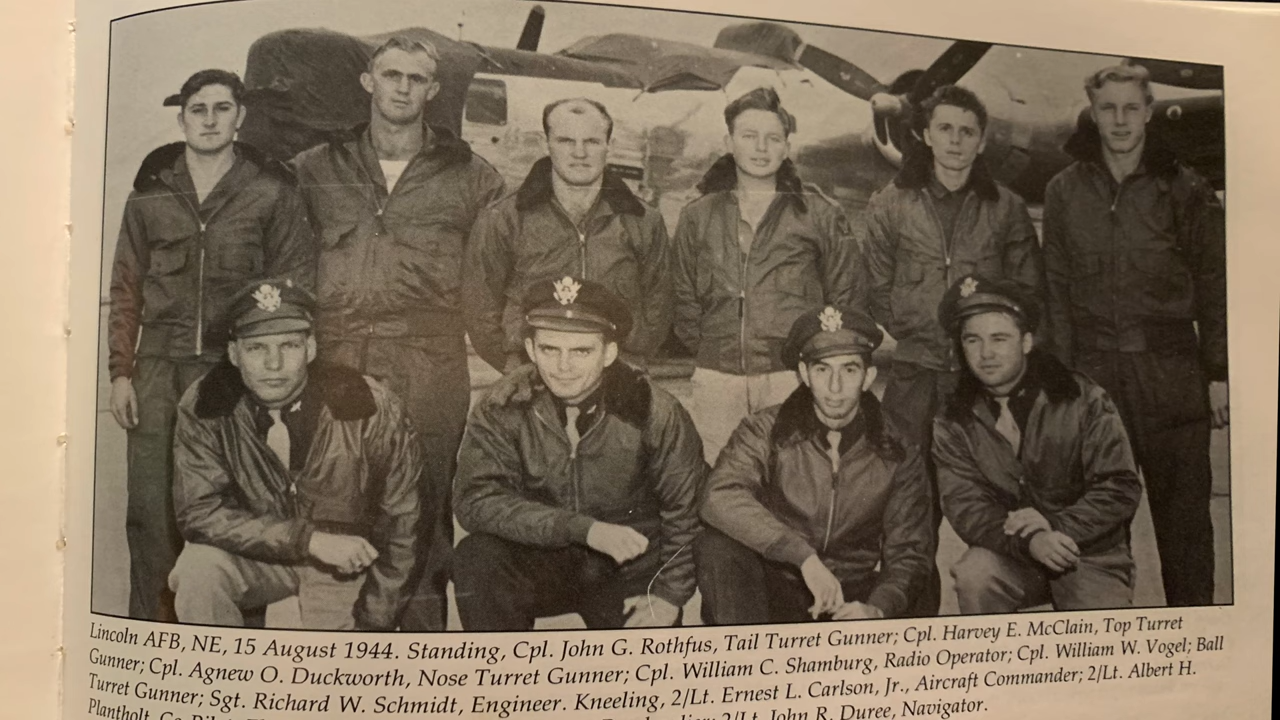 Lincoln AFB, NE, 15 August 1944. Standing, Cpl. John G. Rothfus, Tail Turret Gunner; Cpl. Harvey E. McClain, Top Turret
Gunner; Cpl. Agnew O. Duckworth, Nose Turret Gunner; Cpl. William C. Shamburg, Radio Operator; Cpl. William W. Vogel; Ball
Turret Gunner; Sgt. Richard W. Schmidt, Engineer. Kneeling, 2/Lt. Ernest L. Carlson, Jr., Aircraft Commander; 2/Lt. Albert H.
Plantholt, 2/Lt. John R. Duree, Navigator.